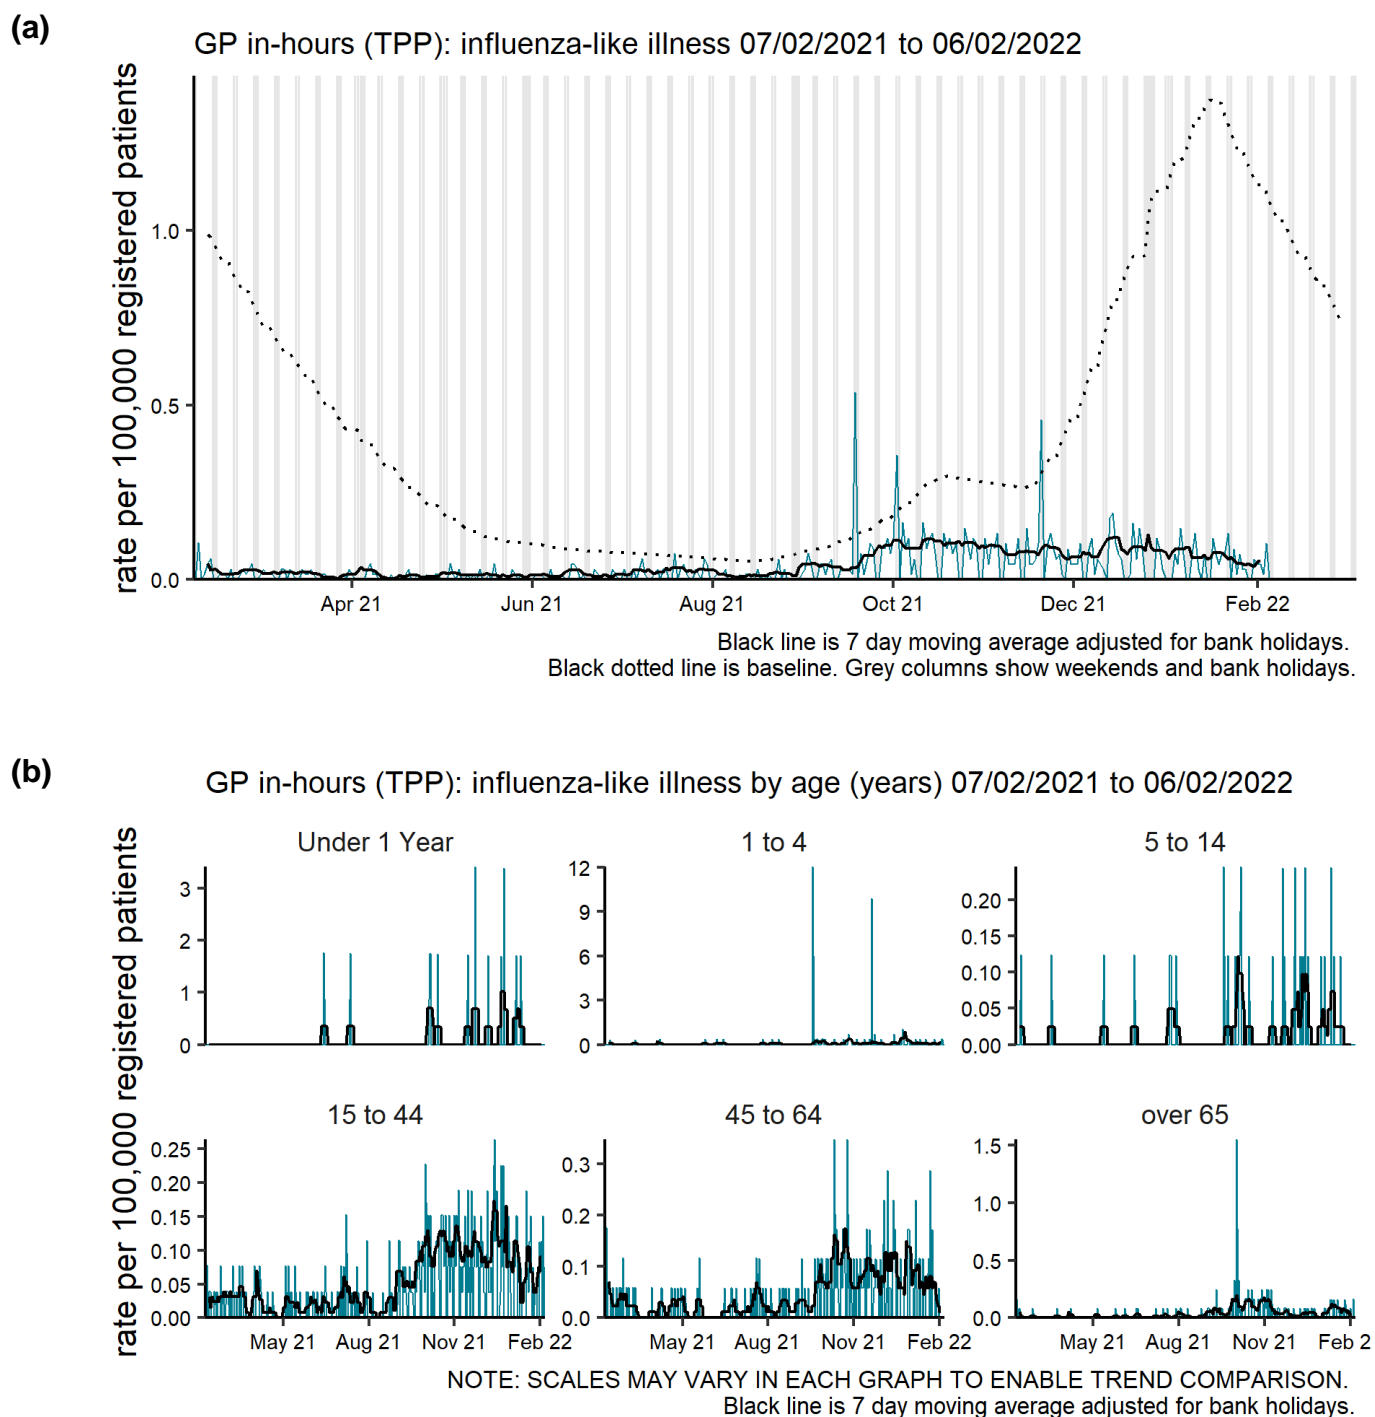 (a)
GP in-hours (TPP): influenza-like illness 07/02/2021 to 06/02/2022
rate per 100,000 registered patients
1.0
0.5
0.0
Apr 21 Jun 21 Aug 21 Oct 21 Dec 21 Feb 22
Black line is 7 day moving average adjusted for bank holidays.
Black dotted line is baseline. Grey columns show weekends and bank holidays.
(b)
GP in-hours (TPP): influenza-like illness by age (years) 07/02/2021 to 06/02/2022
rate per 100,000 registered patients
Under 1 Year
3
2
1
0
1 to 4
12
9
6
3
0
5 to 14
0.20
0.15
0.10
0.05
0.00
15 to 44
0.25
0.20
0.15
0.10
0.05
0.00
May 21 Aug 21 Nov 21 Feb 22
45 to 64
0.3
0.2
0.1
0.0
May 21 Aug 21 Nov 21 Feb 22
over 65
1.5
1.0
0.5
0.0
May 21 Aug 21 Nov 21 Feb 2
NOTE: SCALES MAY VARY IN EACH GRAPH TO ENABLE TREND COMPARISON.
Black line is 7 day moving average adjusted for bank holidays.